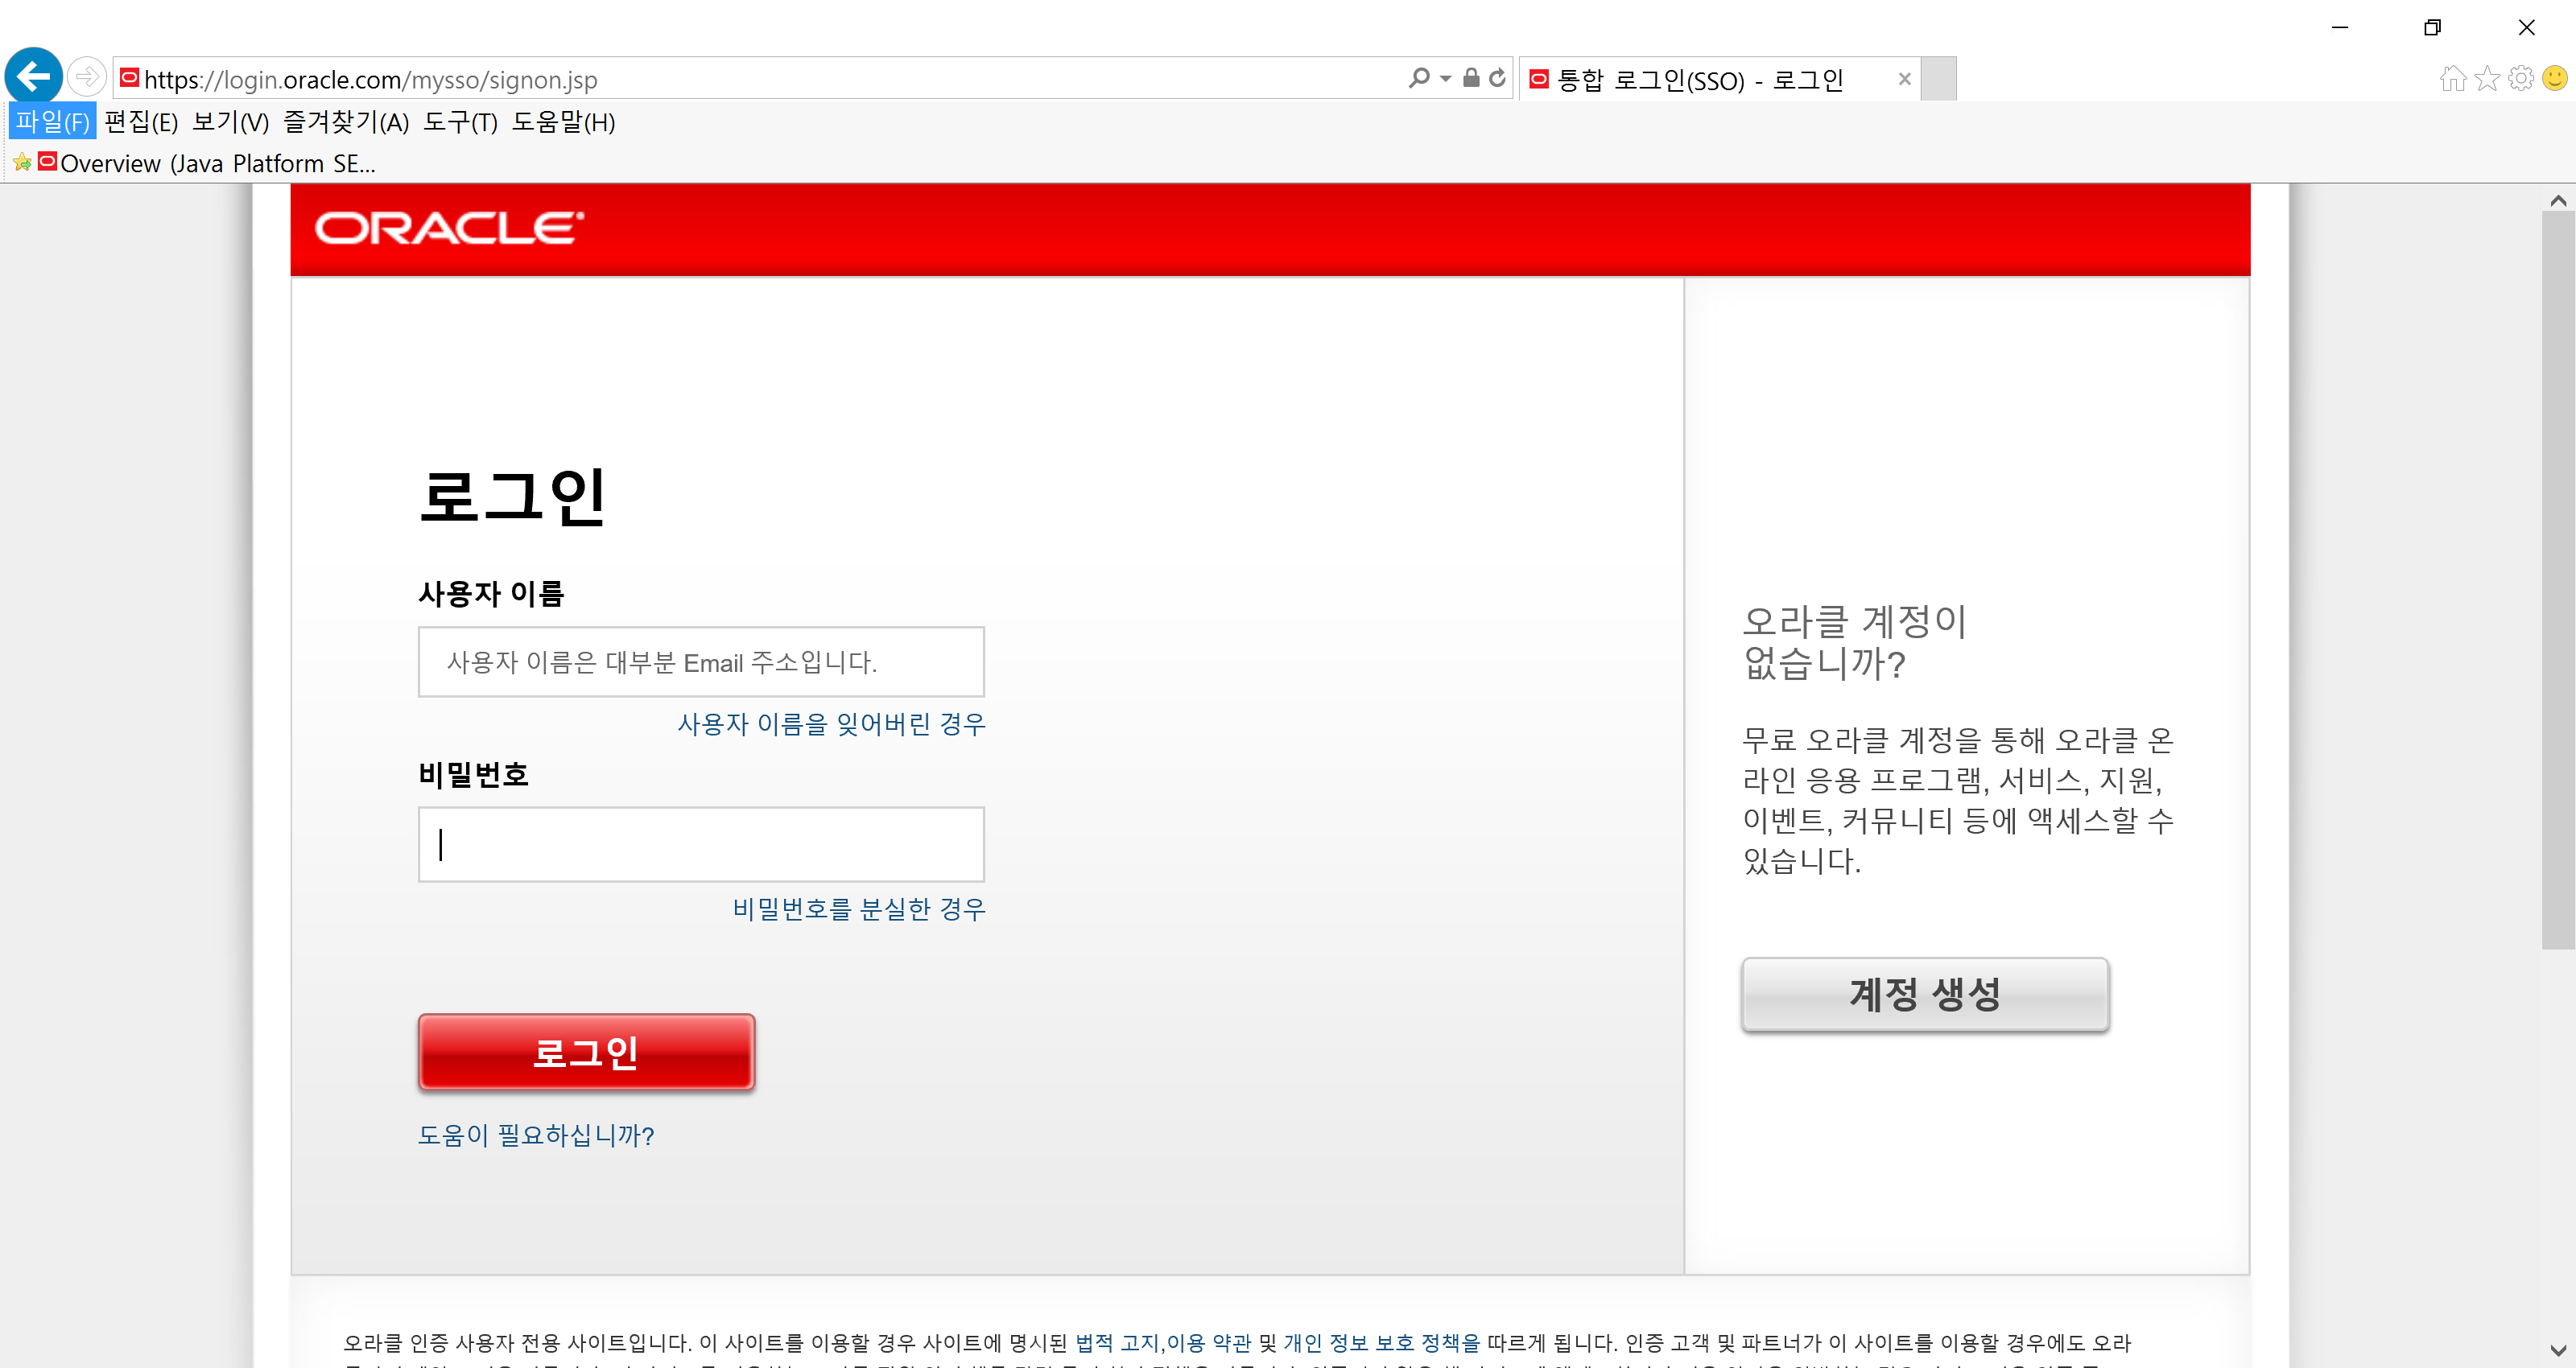 https://login.oracle.com/mysso/signon.jsp
통합 로그인(SSO) - 로그인
파일(F) 편집(E) 보기(V) 즐겨찾기(A) 도구(T) 도움말(H)
Overview (Java Platform SE...
ORACLE
로그인
사용자 이름
사용자 이름은 대부분 Email 주소입니다.
사용자 이름을 잊어버린 경우
비밀번호
비밀번호를 분실한 경우
로그인
도움이 필요하십니까?
오라클 계정이
없습니까?
무료 오라클 계정을 통해 오라클 온
라인 응용 프로그램, 서비스, 지원,
이벤트, 커뮤니티 등에 액세스할 수
있습니다.
계정 생성
오라클 인증 사용자 전용 사이트입니다. 이 사이트를 이용할 경우 사이트에 명시된 법적 고지,이용 약관 및 개인 정보 보호 정책을 따르게 됩니다. 인증 고객 및 파트너가 이 사이트를 이용할 경우에도 오라